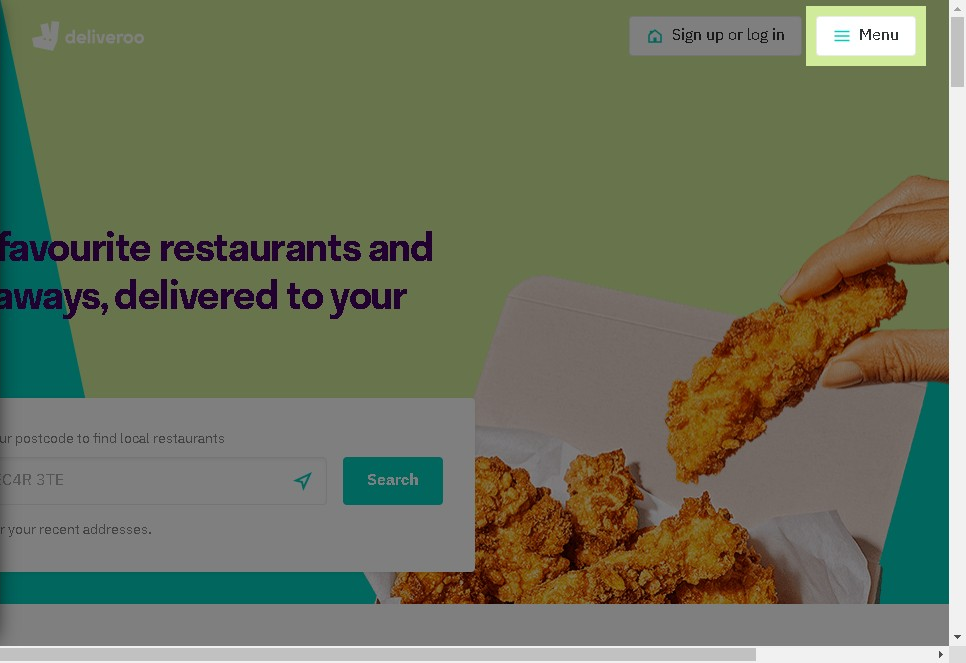 deliveroo
Sign up or log in
Menu
favourite restaurants and
aways, delivered to your
ur postcode to find local restaurants
EC4R 3TE
Search
r your recent addresses.